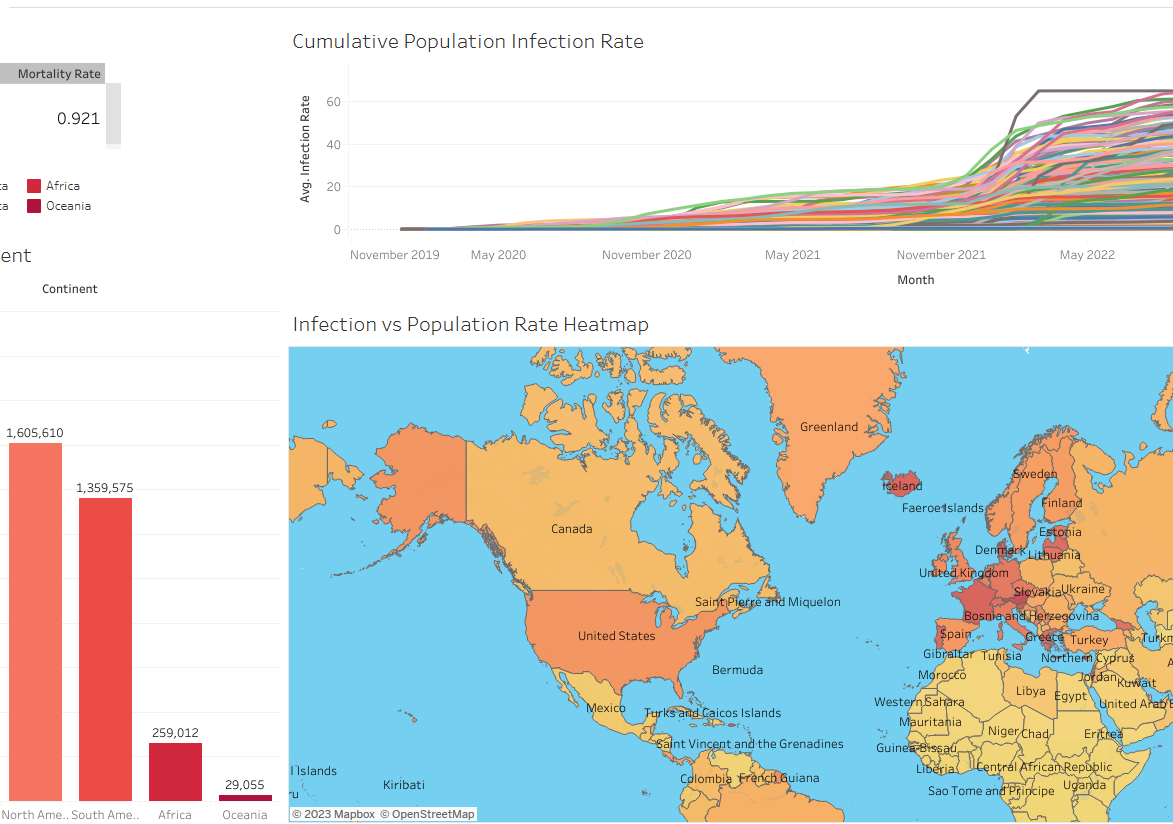 Cumulative Population Infection Rate
Mortality Rate
0.921
ta
Africa
ta
Oceania
ent
Continent
1,605,610
1,359,575
259,012
29,055
North Ame..
South Ame..
Africa
Oceania
Avg. Infection Rate
60
40
20
0
November 2019
May 2020
November 2020
May 2021
November 2021
May 2022
Month
Infection vs Population Rate Heatmap
Greenland
Iceland
Sweden
Faeroe Islands
Finland
Canada
Estonia
Denmark
Lithuania
United Kingdom
Slovakia
Ukraine
Saint Pierre and Miquelon
Bosnia and Herzegovina
United States
Spain
Greece
Turkey
Turkm
Gibraltar
Tunisia
Northern Cyprus
A
Bermuda
Morocco
Jordan
Kuwait
Libya
Egypt
Western Sahara
United Arab E
Mexico
Turks and Caicos Islands
Mauritania
Niger
Chad
Eritrea
Saint Vincent and the Grenadines
Guinea-Bissau
Liberia
Central African Republic
l Islands
Kiribati
Colombia
French Guiana
Uganda
ru
Sao Tome and Principe
© 2023 Mapbox © OpenStreetMap